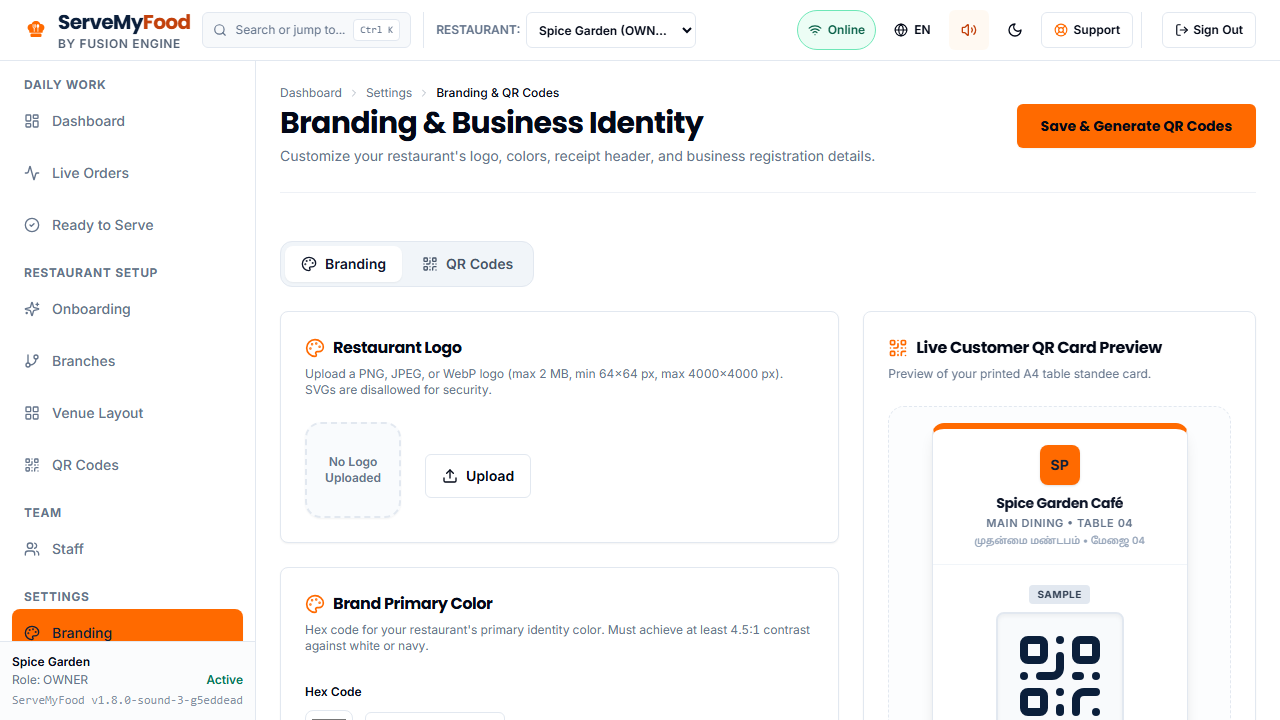 ServeMyFood
BY FUSION ENGINE
Search or jump to...
Ctrl K
RESTAURANT:
Spice Garden (OWN...
Online
EN
Support
Sign Out
DAILY WORK
Dashboard
Live Orders
Ready to Serve
RESTAURANT SETUP
Onboarding
Branches
Venue Layout
QR Codes
TEAM
Staff
SETTINGS
Branding
Spice Garden
Role: OWNER
Active
ServeMyFood v1.8.0-sound-3-g5eddead
Dashboard > Settings > Branding & QR Codes
Branding & Business Identity
Customize your restaurant's logo, colors, receipt header, and business registration details.
Save & Generate QR Codes
Branding
QR Codes
Restaurant Logo
Upload a PNG, JPEG, or WebP logo (max 2 MB, min 64×64 px, max 4000×4000 px).
SVGs are disallowed for security.
No Logo
Uploaded
Upload
Brand Primary Color
Hex code for your restaurant's primary identity color. Must achieve at least 4.5:1 contrast
against white or navy.
Hex Code
Live Customer QR Card Preview
Preview of your printed A4 table standee card.
SP
Spice Garden Café
MAIN DINING • TABLE 04
முதன்மை மண்டபம் • மேஜை 04
SAMPLE